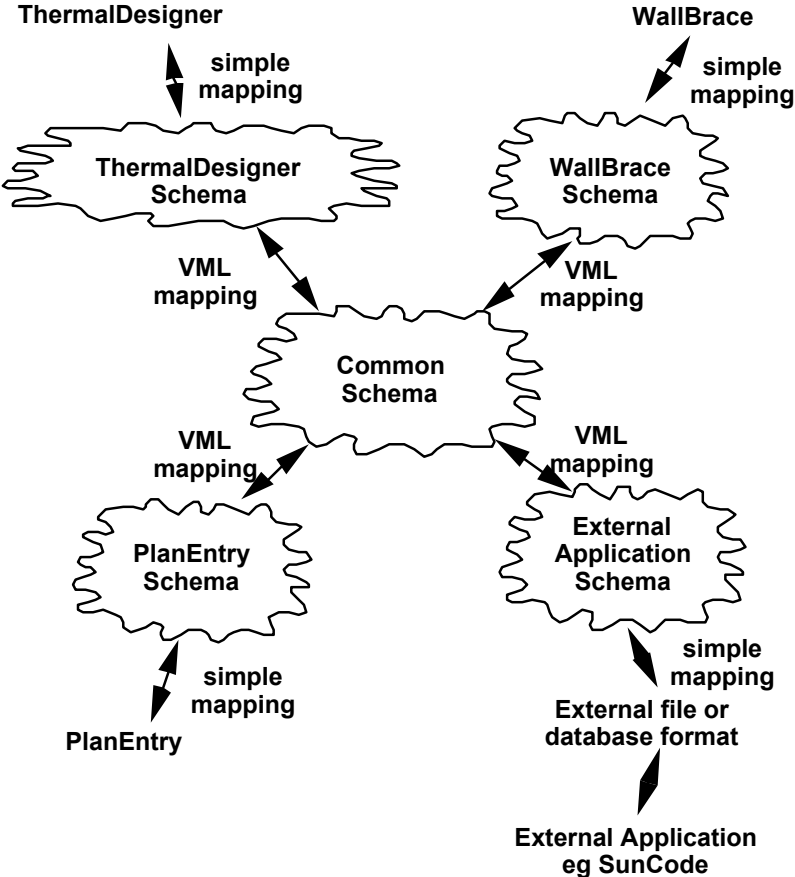 ThermalDesigner
WallBrace
simple
mapping
simple
mapping
ThermalDesigner
Schema
WallBrace
Schema
VML
mapping
VML
mapping
Common
Schema
VML
mapping
VML
mapping
PlanEntry
Schema
External
Application
Schema
simple
mapping
simple
mapping
PlanEntry
External file or
database format
External Application
eg SunCode